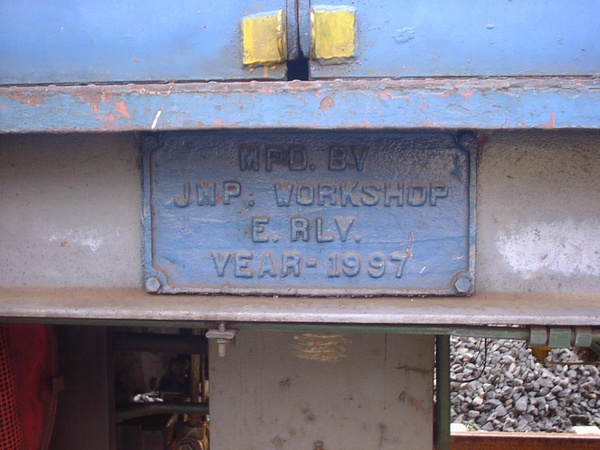 MFD. BY
JMP. WORKSHOP
E. RLY.
YEAR-1997